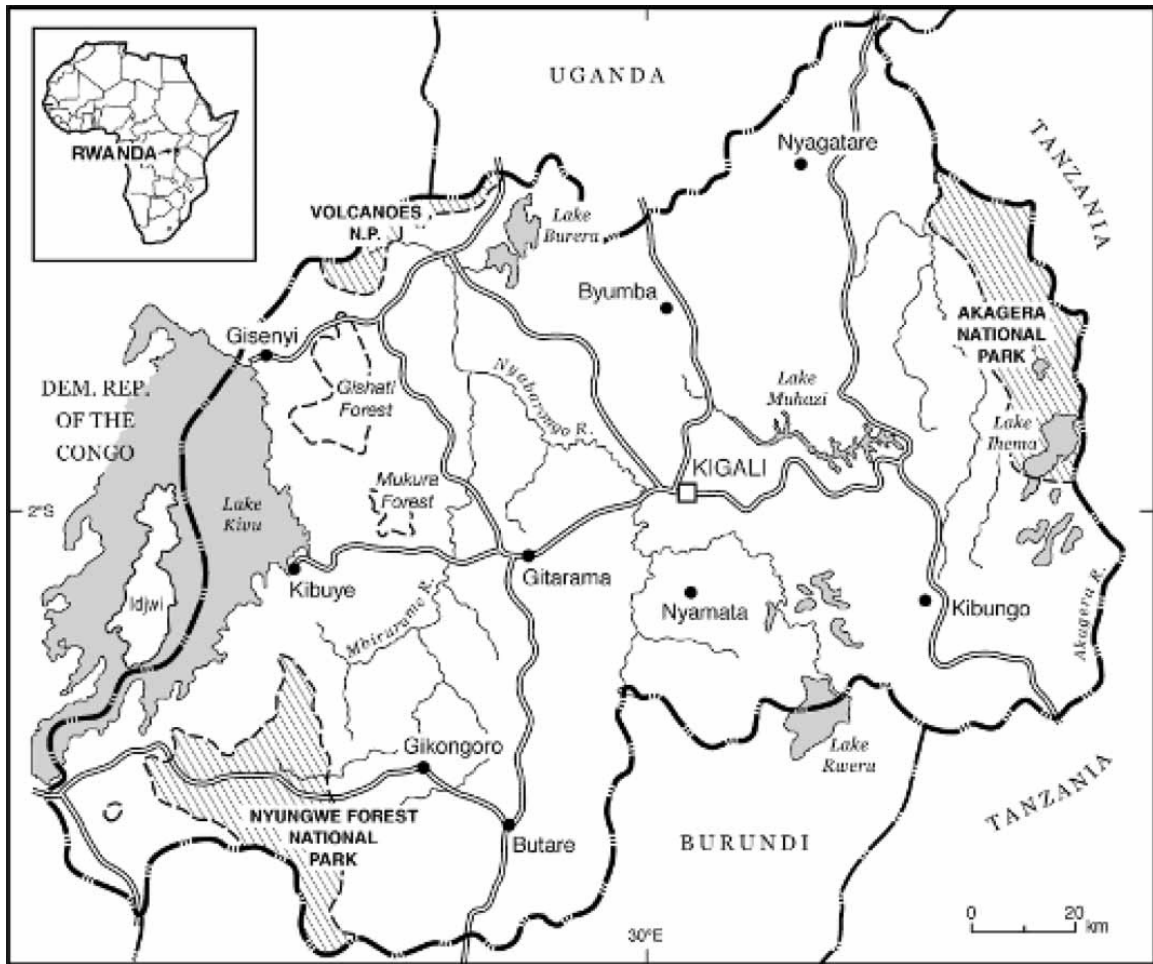 UGANDA
TANZANIA
RWANDA
Nyagatare
VOLCANOES
N.P.
Lake
Burera
Byumba
AKAGERA
NATIONAL
PARK
Gisenyi
DEM. REP.
OF THE
CONGO
Gishati
Forest
Nyabarongo R.
Lake
Muhazi
Lake
Ihema
KIGALI
Mukura
Forest
2°S
Lake
Kivu
Kibuye
Gitarama
Idjwi
Nyamata
Kibungo
Mbirurume R.
Akagera R.
Gikongoro
Lake
Rweru
NYUNGWE FOREST
NATIONAL
PARK
Butare
BURUNDI
TANZANIA
30°E
0 20
km